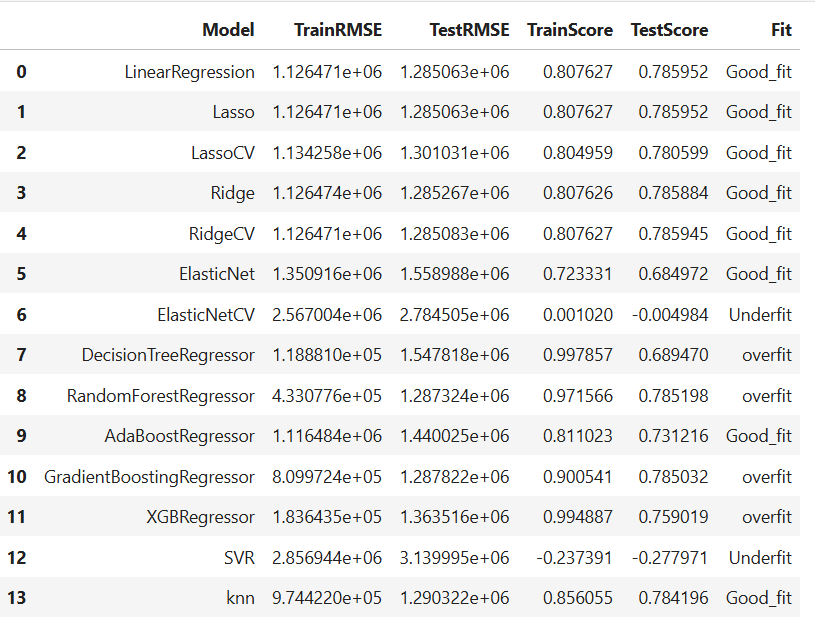 Model TrainRMSE TestRMSE TrainScore TestScore Fit
0 LinearRegression 1.126471e+06 1.285063e+06 0.807627 0.785952 Good_fit
1 Lasso 1.126471e+06 1.285063e+06 0.807627 0.785952 Good_fit
2 LassoCV 1.134258e+06 1.301031e+06 0.804959 0.780599 Good_fit
3 Ridge 1.126474e+06 1.285267e+06 0.807626 0.785884 Good_fit
4 RidgeCV 1.126471e+06 1.285083e+06 0.807627 0.785945 Good_fit
5 ElasticNet 1.350916e+06 1.558988e+06 0.723331 0.684972 Good_fit
6 ElasticNetCV 2.567004e+06 2.784505e+06 0.001020 -0.004984 Underfit
7 DecisionTreeRegressor 1.188810e+05 1.547818e+06 0.997857 0.689470 overfit
8 RandomForestRegressor 4.330776e+05 1.287324e+06 0.971566 0.785198 overfit
9 AdaBoostRegressor 1.116484e+06 1.440025e+06 0.811023 0.731216 Good_fit
10 GradientBoostingRegressor 8.099724e+05 1.287822e+06 0.900541 0.785032 overfit
11 XGBRegressor 1.836435e+05 1.363516e+06 0.994887 0.759019 overfit
12 SVR 2.856944e+06 3.139995e+06 -0.237391 -0.277971 Underfit
13 knn 9.744220e+05 1.290322e+06 0.856055 0.784196 Good_fit